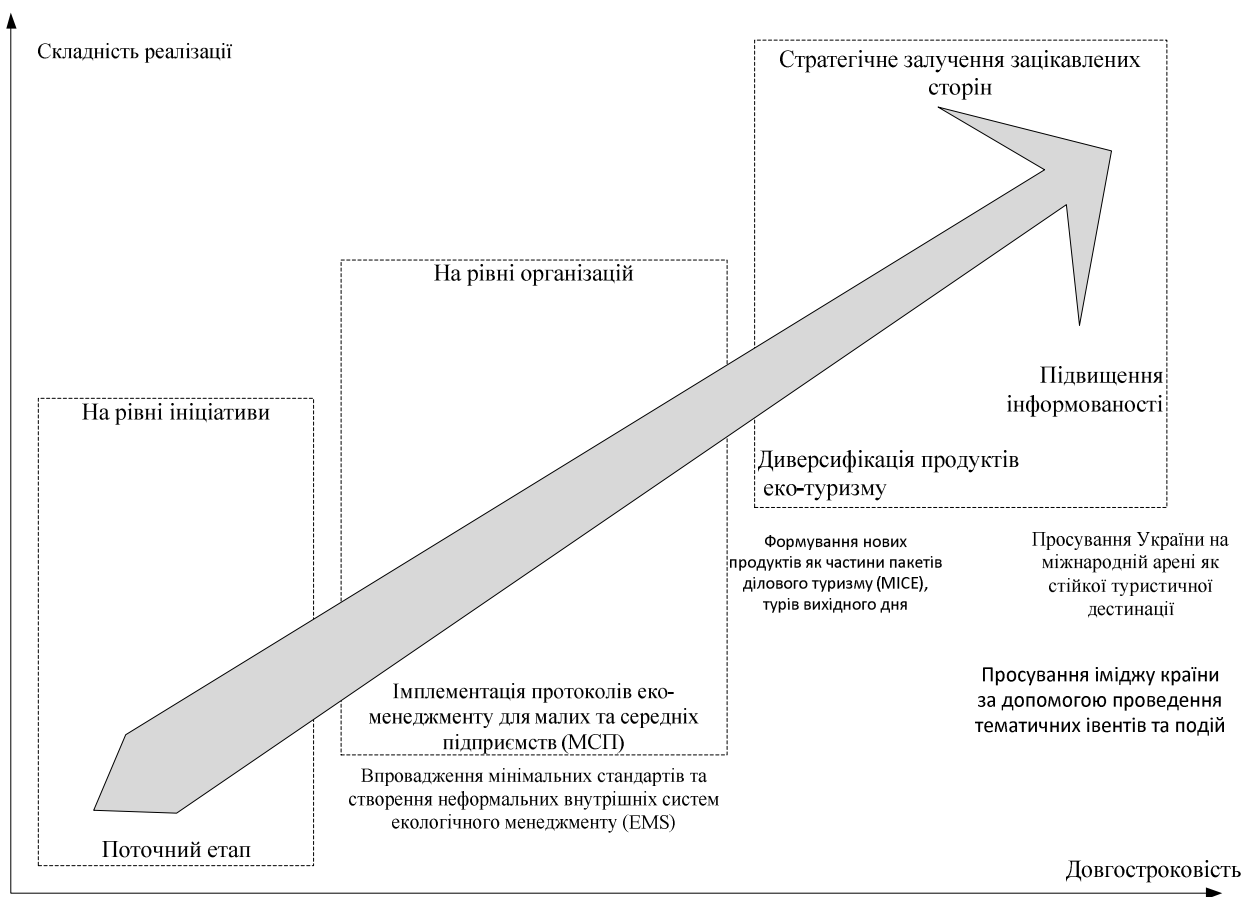 Складність реалізації
Стратегічне залучення зацікавлених
сторін
На рівні організацій
Підвищення
інформованості
На рівні ініціативи
Диверсифікація продуктів
еко-туризму
Формування нових
продуктів як частини пакетів
ділового туризму (MICE),
турів вихідного дня
Просування України на
міжнародній арені як
стійкої туристичної
дестинації
Імплементація протоколів еко-
менеджменту для малих та середніх
підприємств (МСП)
Просування іміджу країни
за допомогою проведення
тематичних івентів та подій
Впровадження мінімальних стандартів та
створення неформальних внутрішніх систем
екологічного менеджменту (EMS)
Поточний етап
Довгостроковість